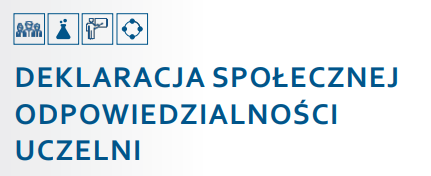 DEKLARACJA SPOŁECZNEJ
ODPOWIEDZIALNOŚCI
UCZELNI